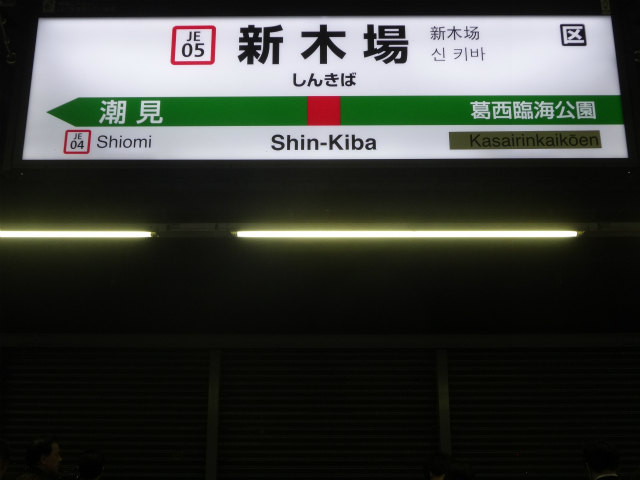 JE
05
新木場
しんきば
新木场
신 키바
区
潮見
葛西臨海公園
JE
04
Shiomi
Shin-Kiba
Kasairinkaikōen